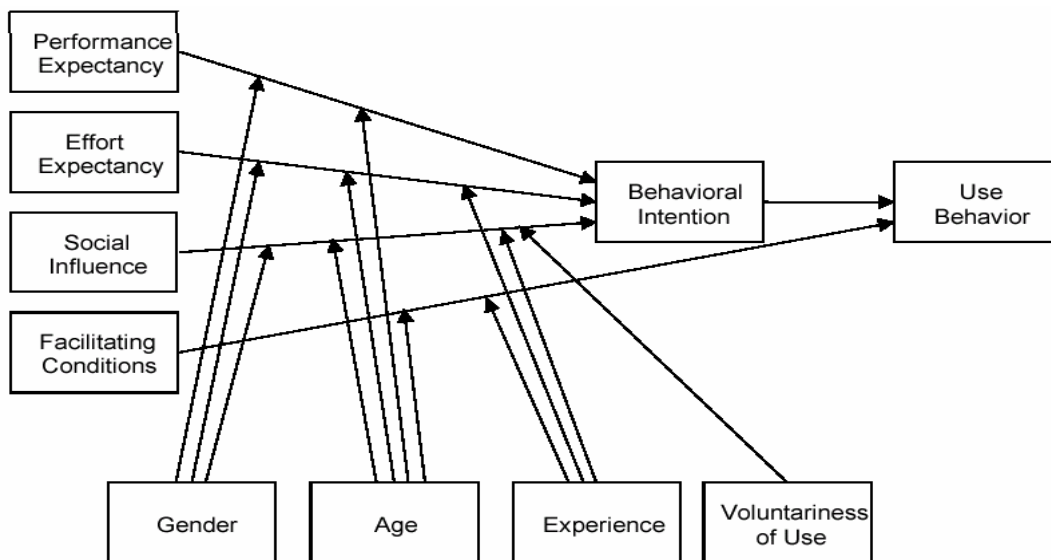 Performance
Expectancy
Effort
Expectancy
Social
Influence
Facilitating
Conditions
Behavioral
Intention
Use
Behavior
Gender
Age
Experience
Voluntariness
of Use